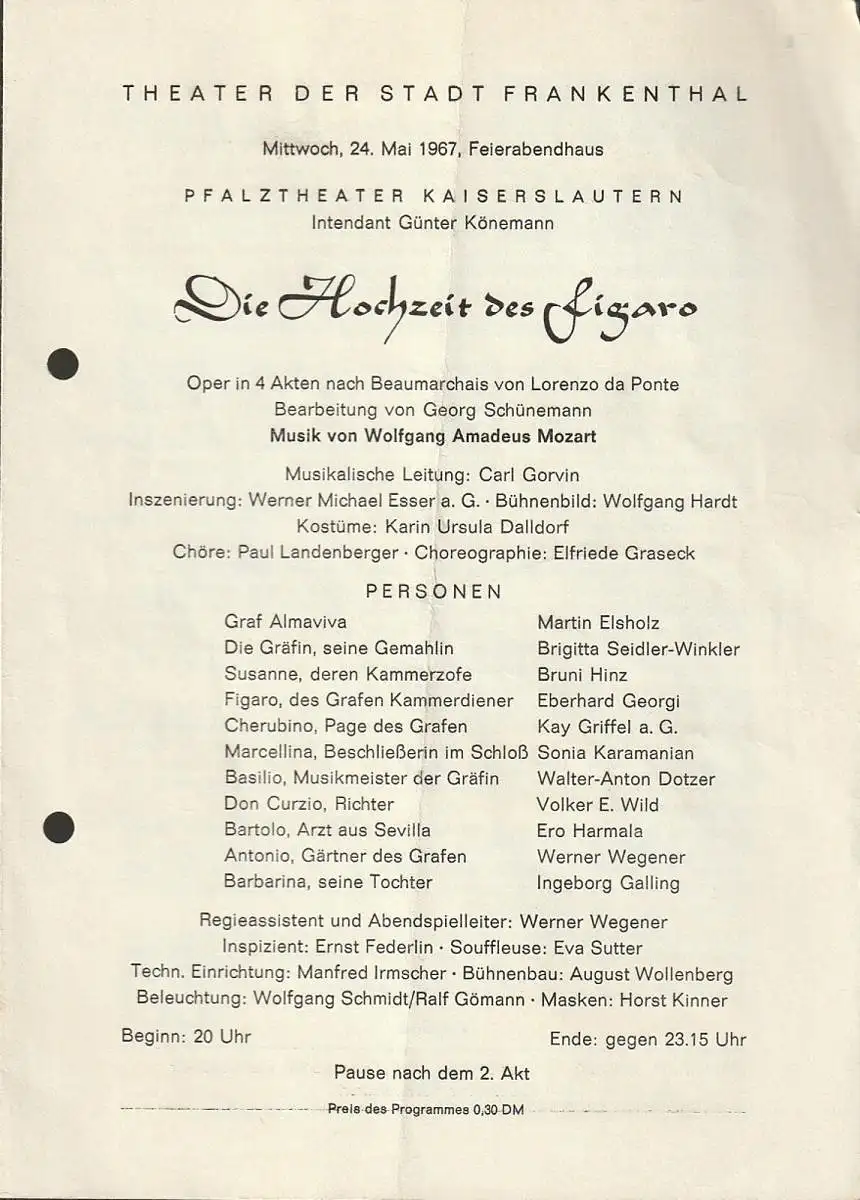 THEATER DER STADT FRANKENTHAL
Mittwoch, 24. Mai 1967, Feierabendhaus
PFALZTHEATER KAISERSLAUTERN
Intendant Günter Könemann
Die Hochzeit des Figaro
Oper in 4 Akten nach Beaumarchais von Lorenzo da Ponte
Bearbeitung von Georg Schünemann
Musik von Wolfgang Amadeus Mozart
Musikalische Leitung: Carl Gorvin
Inszenierung: Werner Michael Esser a. G. · Bühnenbild: Wolfgang Hardt
Kostüme: Karin Ursula Dalldorf
Chöre: Paul Landenberger · Choreographie: Elfriede Graseck
PERSONEN
Graf Almaviva Martin Elsholz
Die Gräfin, seine Gemahlin Brigitta Seidler-Winkler
Susanne, deren Kammerzofe Bruni Hinz
Figaro, des Grafen Kammerdiener Eberhard Georgi
Cherubino, Page des Grafen Kay Griffel a. G.
Marcellina, Beschließerin im Schloß Sonia Karamanian
Basilio, Musikmeister der Gräfin Walter-Anton Dotzer
Don Curzio, Richter Volker E. Wild
Bartolo, Arzt aus Sevilla Ero Harmala
Antonio, Gärtner des Grafen Werner Wegener
Barbarina, seine Tochter Ingeborg Galling
Regieassistent und Abendspielleiter: Werner Wegener
Inspizient: Ernst Federlin · Souffleuse: Eva Sutter
Techn. Einrichtung: Manfred Irmscher · Bühnenbau: August Wollenberg
Beleuchtung: Wolfgang Schmidt/Ralf Gömann · Masken: Horst Kinner
Beginn: 20 Uhr Ende: gegen 23.15 Uhr
Pause nach dem 2. Akt
Preis des Programmes 0,30 DM